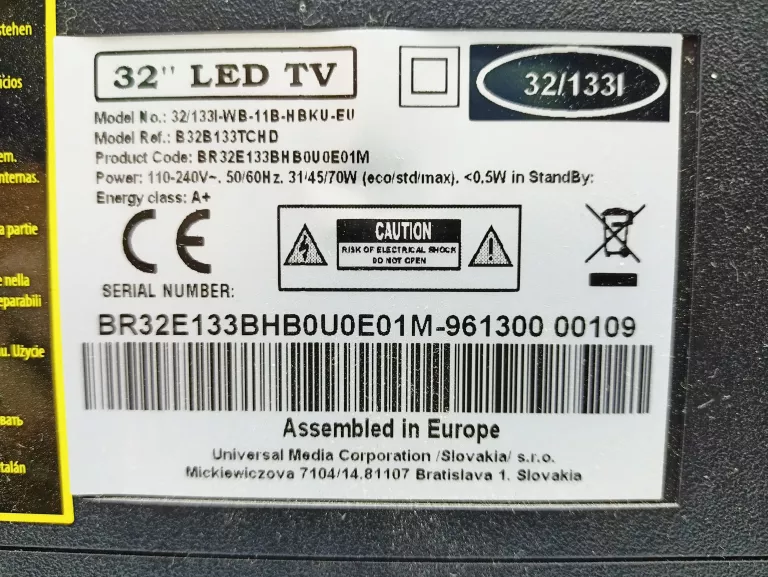 stehen
icios
em.
nternas.
a partie
e nella
eparabili
u. Użycie
вать
talán
32" LED TV
32/133I
Model No.: 32/133I-WB-11B-HBKU-EU
Model Ref.: B32B133TCHD
Product Code: BR32E133BHB0U0E01M
Power: 110-240V~, 50/60Hz, 31/45/70W (eco/std/max), <0,5W in StandBy:
Energy class: A+
CE
CAUTION
RISK OF ELECTRICAL SHOCK
DO NOT OPEN
SERIAL NUMBER:
BR32E133BHB0U0E01M-961300 00109
Assembled in Europe
Universal Media Corporation /Slovakia/ s.r.o.
Mickiewiczova 7104/14.81107 Bratislava 1. Slovakia